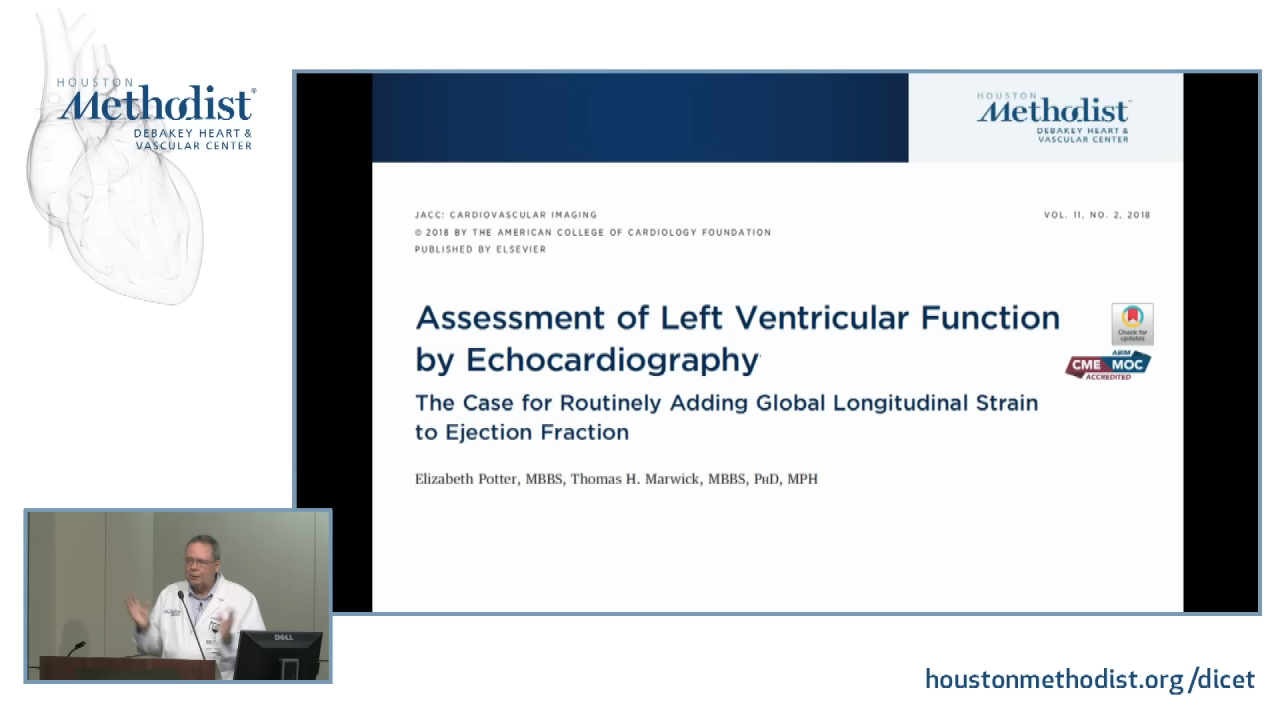 HOUSTON
Methodist®
DEBAKEY HEART &
VASCULAR CENTER
HOUSTON
Methodist
DEBAKEY HEART &
VASCULAR CENTER
JACC: CARDIOVASCULAR IMAGING
VOL. 11, NO. 2, 2018
© 2018 BY THE AMERICAN COLLEGE OF CARDIOLOGY FOUNDATION
PUBLISHED BY ELSEVIER
Assessment of Left Ventricular Function
by Echocardiography
Check for
updates
ABIM
CME MOC
ACCREDITED
The Case for Routinely Adding Global Longitudinal Strain
to Ejection Fraction
Elizabeth Potter, MBBS, Thomas H. Marwick, MBBS, PHD, MPH
DELL
houstonmethodist.org/dicet